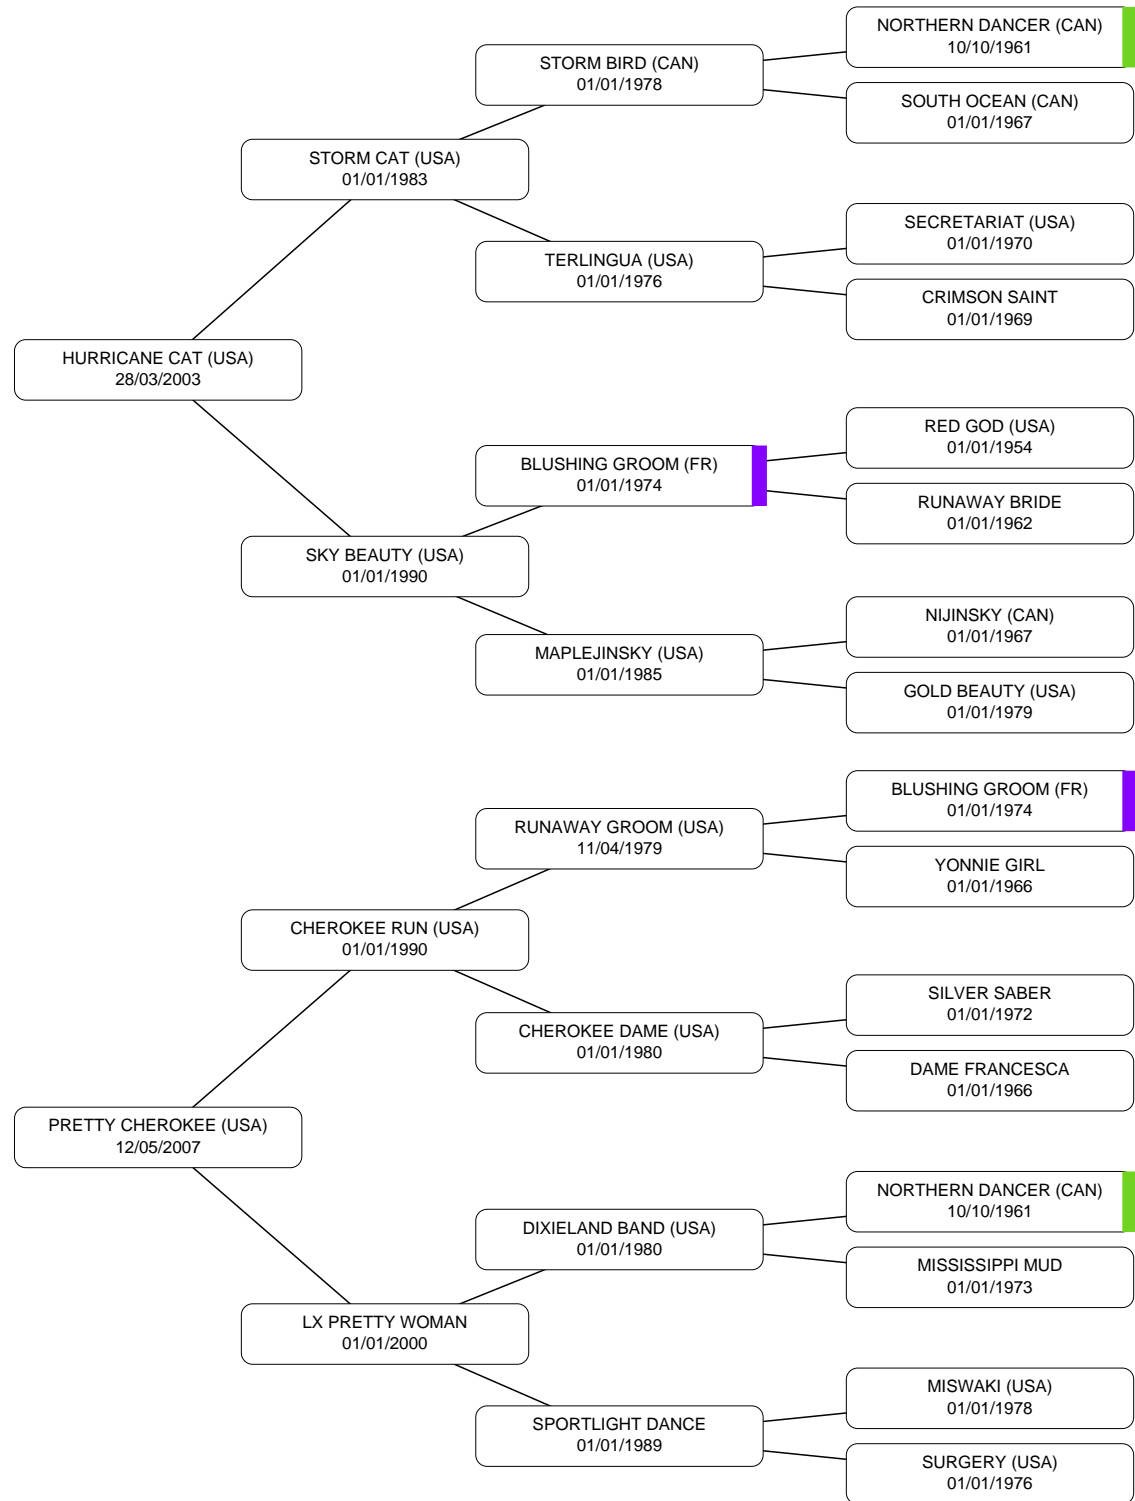 NORTHERN DANCER (CAN)
10/10/1961
STORM BIRD (CAN)
01/01/1978
SOUTH OCEAN (CAN)
01/01/1967
STORM CAT (USA)
01/01/1983
SECRETARIAT (USA)
01/01/1970
TERLINGUA (USA)
01/01/1976
CRIMSON SAINT
01/01/1969
HURRICANE CAT (USA)
28/03/2003
RED GOD (USA)
01/01/1954
BLUSHING GROOM (FR)
01/01/1974
RUNAWAY BRIDE
01/01/1962
SKY BEAUTY (USA)
01/01/1990
NIJINSKY (CAN)
01/01/1967
MAPLEJINSKY (USA)
01/01/1985
GOLD BEAUTY (USA)
01/01/1979
BLUSHING GROOM (FR)
01/01/1974
RUNAWAY GROOM (USA)
11/04/1979
YONNIE GIRL
01/01/1966
CHEROKEE RUN (USA)
01/01/1990
SILVER SABER
01/01/1972
CHEROKEE DAME (USA)
01/01/1980
DAME FRANCESCA
01/01/1966
PRETTY CHEROKEE (USA)
12/05/2007
NORTHERN DANCER (CAN)
10/10/1961
DIXIELAND BAND (USA)
01/01/1980
MISSISSIPPI MUD
01/01/1973
LX PRETTY WOMAN
01/01/2000
MISWAKI (USA)
01/01/1978
SPORTLIGHT DANCE
01/01/1989
SURGERY (USA)
01/01/1976